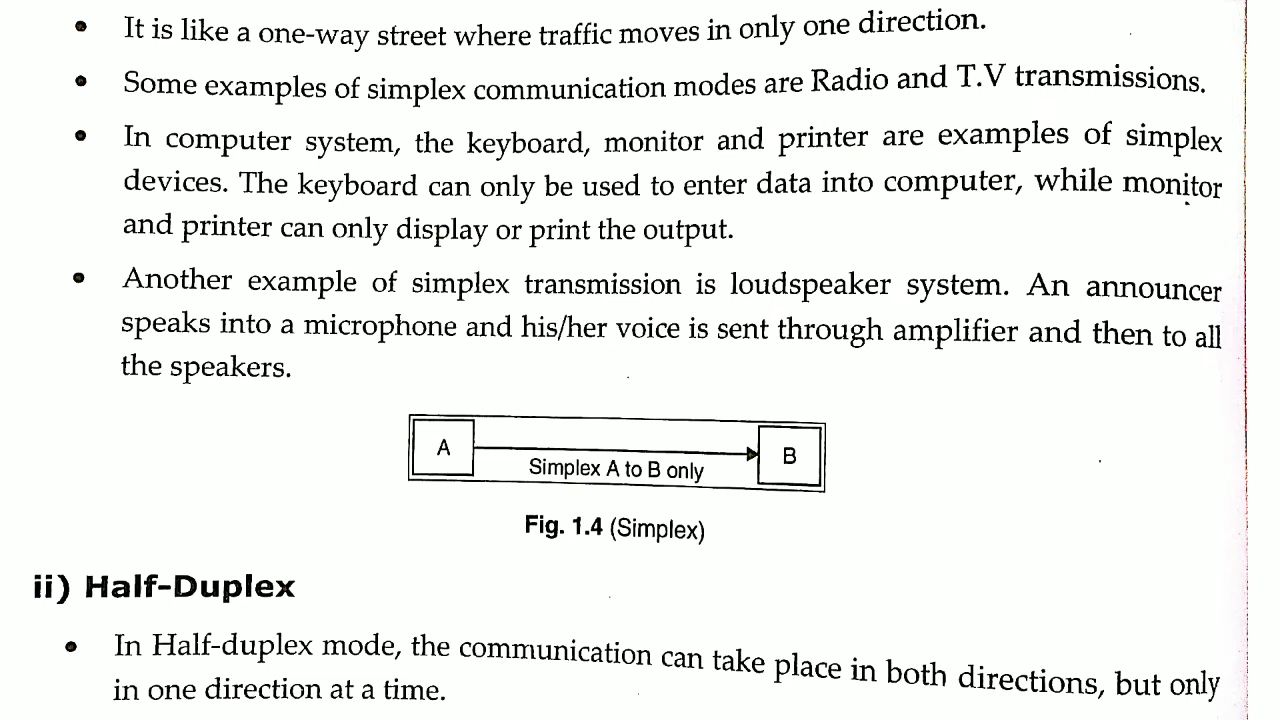 • It is like a one-way street where traffic moves in only one direction.
• Some examples of simplex communication modes are Radio and T.V transmissions.
• In computer system, the keyboard, monitor and printer are examples of simplex
devices. The keyboard can only be used to enter data into computer, while monitor
and printer can only display or print the output.
• Another example of simplex transmission is loudspeaker system. An announcer
speaks into a microphone and his/her voice is sent through amplifier and then to all
the speakers.
A
B
Simplex A to B only
Fig. 1.4 (Simplex)
ii) Half-Duplex
• In Half-duplex mode, the communication can take place in both directions, but only
in one direction at a time.